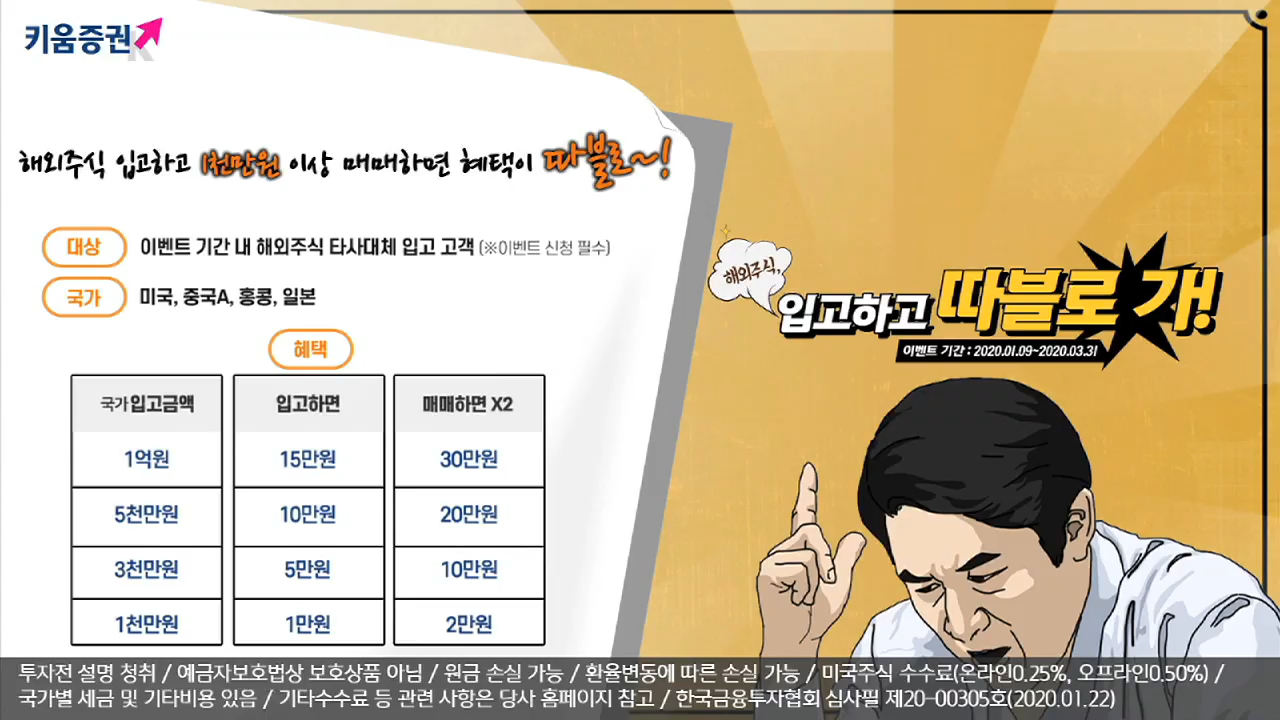 키움증권
해외주식 입고하고 1천만원 이상 매매하면 혜택이 따블로~!
대상 이벤트 기간 내 해외주식 타사대체 입고 고객 (※이벤트 신청 필수)
국가 미국, 중국A, 홍콩, 일본
혜택
국가입고금액 입고하면 매매하면 X2
1억원 15만원 30만원
5천만원 10만원 20만원
3천만원 5만원 10만원
1천만원 1만원 2만원
해외주식,
입고하고 따블로 가!
이벤트 기간 : 2020.01.09~2020.03.31
투자전 설명 청취 / 예금자보호법상 보호상품 아님 / 원금 손실 가능 / 환율변동에 따른 손실 가능 / 미국주식 수수료(온라인0.25%, 오프라인0.50%) /
국가별 세금 및 기타비용 있음 / 기타수수료 등 관련 사항은 당사 홈페이지 참고 / 한국금융투자협회 심사필 제20-00305호(2020.01.22)